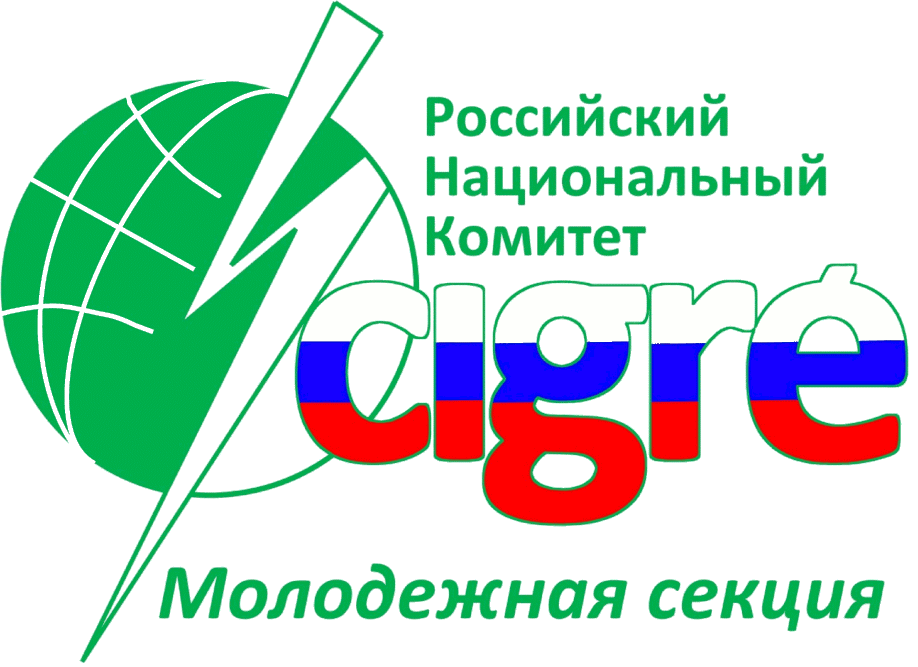 Российский
Национальный
Комитет
cigré
Молодежная секция